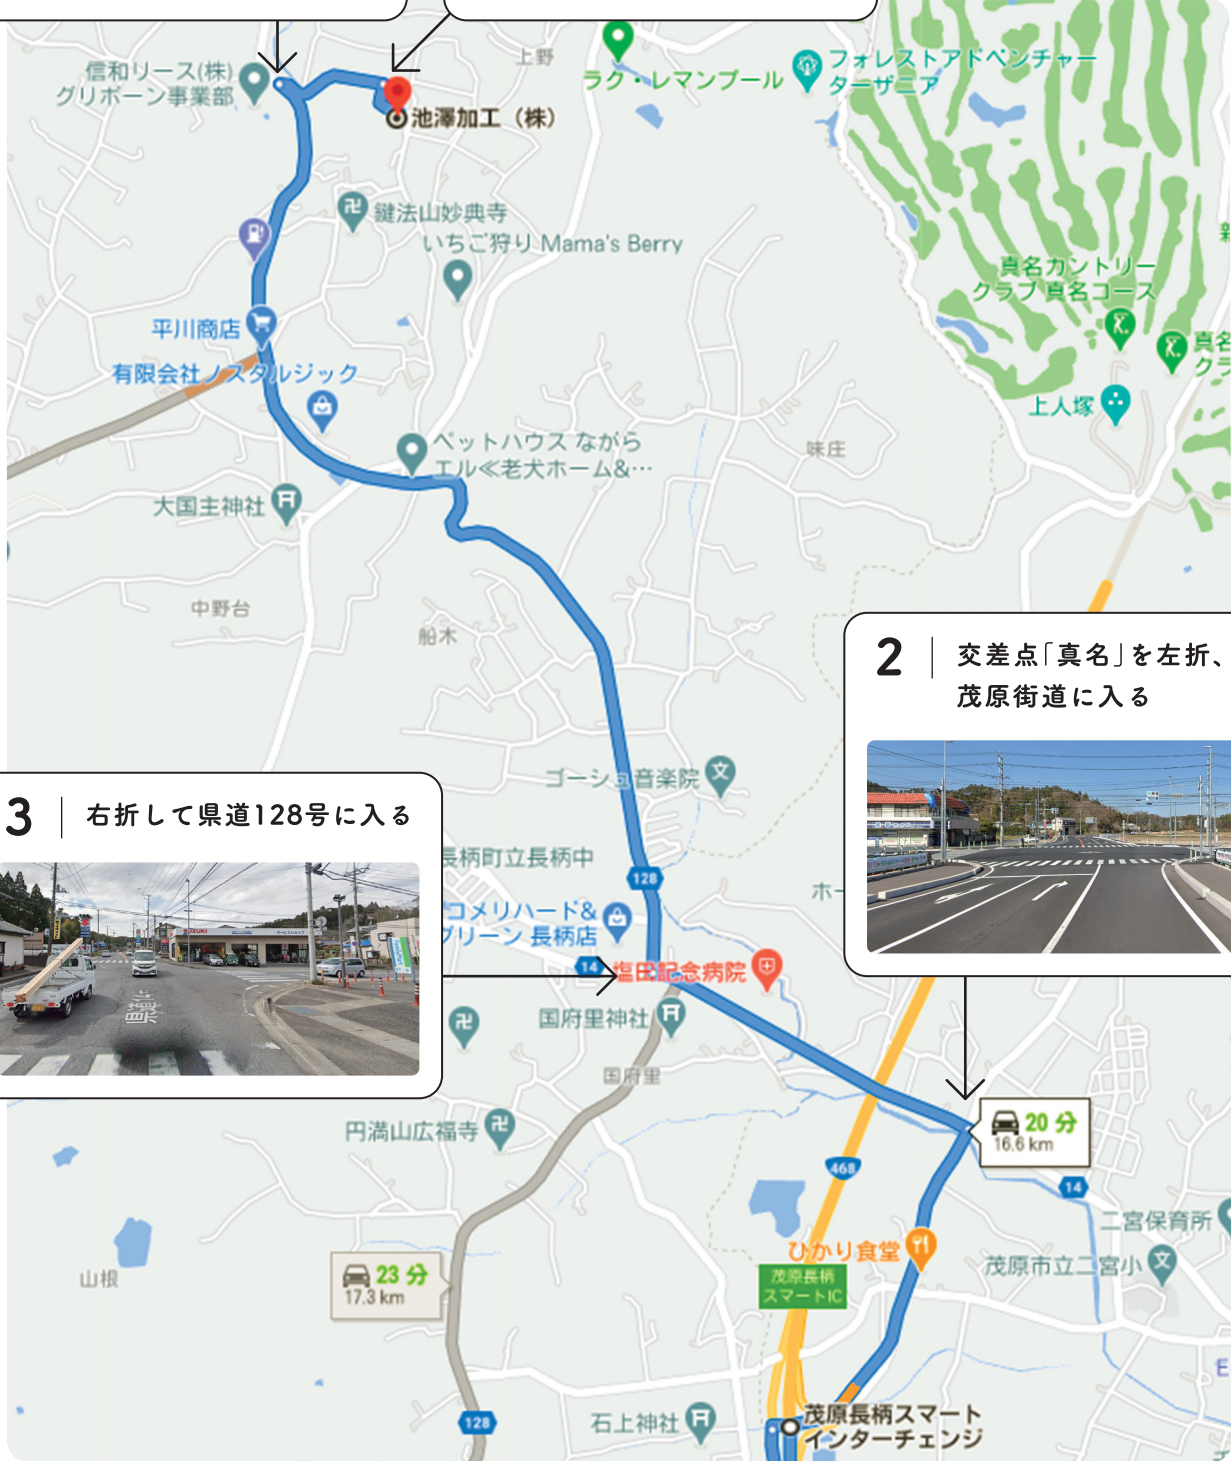 上野
信和リース(株)
グリボーン事業部
ラク・レマンプール
フォレストアドベンチャー
ターザニア
池澤加工（株）
鍵法山妙典寺
いちご狩り Mama's Berry
真名カントリー
クラブ 真名コース
真名
クラ
平川商店
有限会社ノスタルジック
上人塚
ペットハウス ながら
エル≪老犬ホーム&…
味庄
大国主神社
中野台
船木
2
交差点「真名」を左折、
茂原街道に入る
ゴーシュ音楽院
3
右折して県道128号に入る
長柄町立長柄中
128
ホー
コメリハード&
グリーン 長柄店
SUZUKI
14
塩田記念病院
国府里神社
国府里
円満山広福寺
20 分
16.6 km
468
14
二宮保育所
ひかり食堂
茂原市立二宮小
茂原長柄
スマートIC
山根
23 分
17.3 km
E
128
石上神社
茂原長柄スマート
インターチェンジ